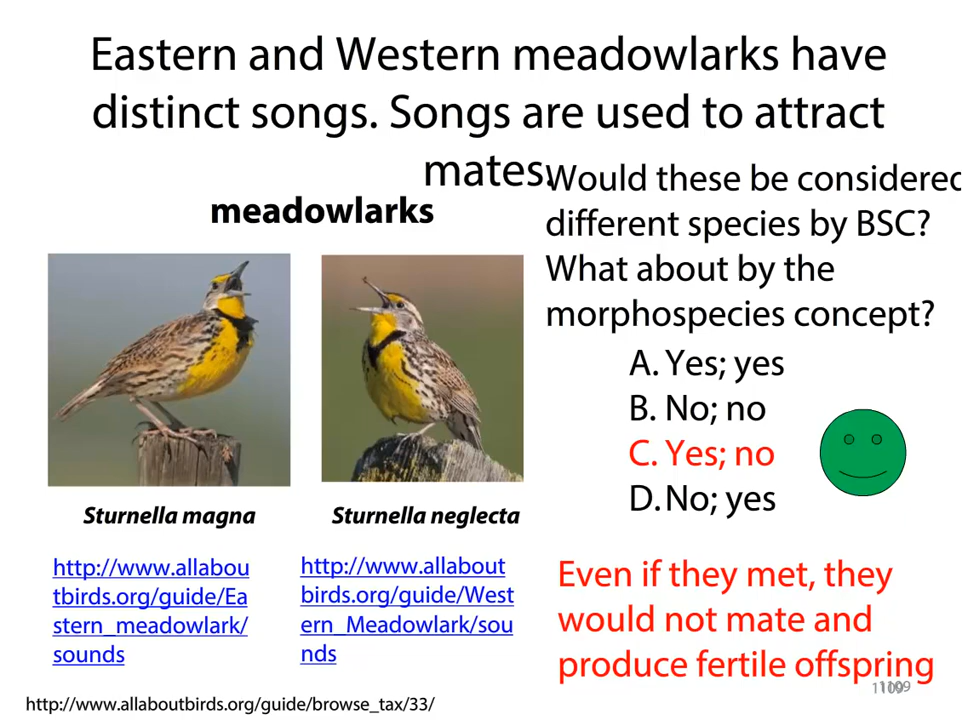 Eastern and Western meadowlarks have
distinct songs. Songs are used to attract
mates.
meadowlarks
Would these be considered
different species by BSC?
What about by the
morphospecies concept?
A. Yes; yes
B. No; no
C. Yes; no
D. No; yes
Sturnella magna
Sturnella neglecta
http://www.allabou
tbirds.org/guide/Ea
stern_meadowlark/
sounds
http://www.allabout
birds.org/guide/West
ern_Meadowlark/sou
nds
Even if they met, they
would not mate and
produce fertile offspring
http://www.allaboutbirds.org/guide/browse_tax/33/